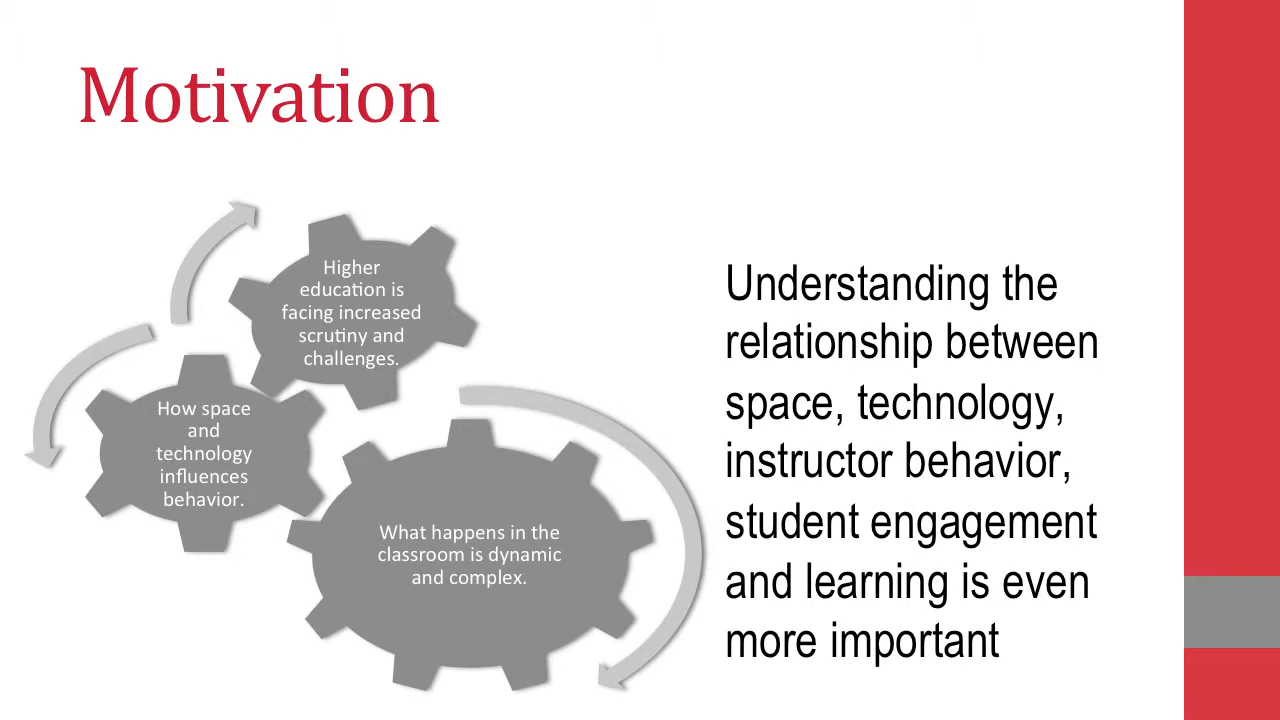 Motivation
Higher
education is
facing increased
scrutiny and
challenges.
How space
and
technology
influences
behavior.
What happens in the
classroom is dynamic
and complex.
Understanding the
relationship between
space, technology,
instructor behavior,
student engagement
and learning is even
more important